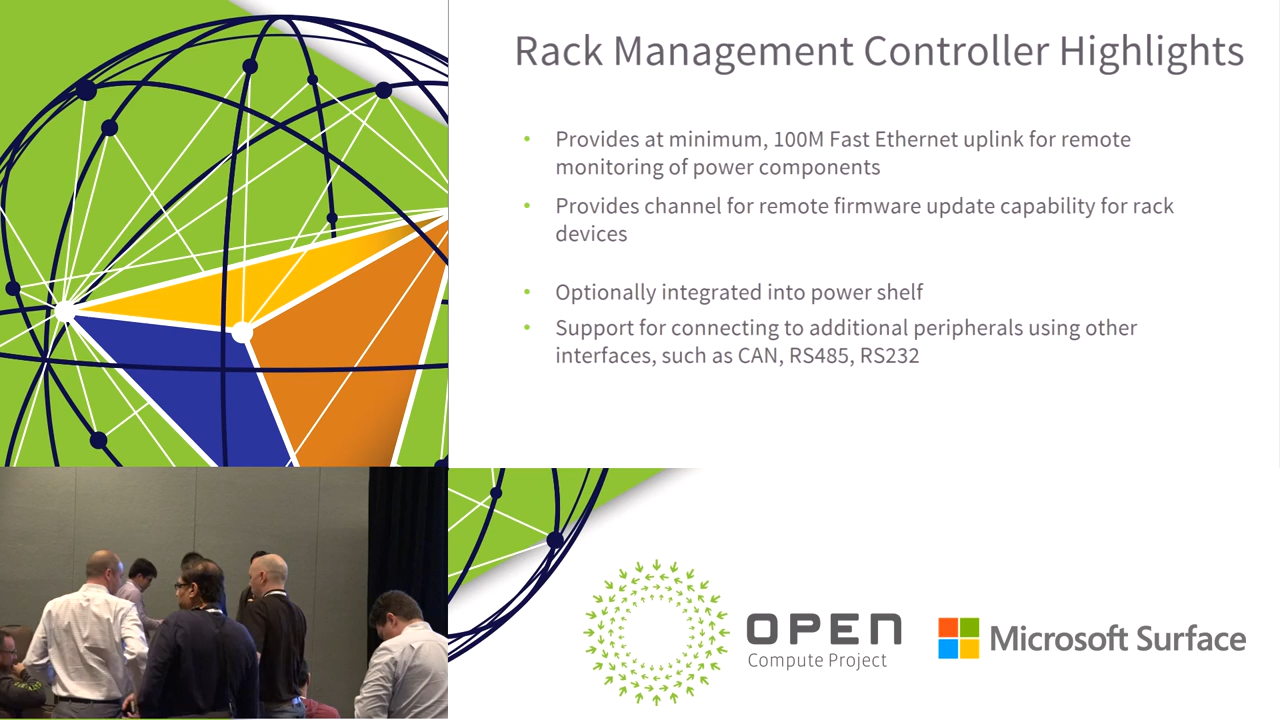 Rack Management Controller Highlights
• Provides at minimum, 100M Fast Ethernet uplink for remote
monitoring of power components
• Provides channel for remote firmware update capability for rack
devices
• Optionally integrated into power shelf
• Support for connecting to additional peripherals using other
interfaces, such as CAN, RS485, RS232
OPEN
Compute Project
Microsoft Surface